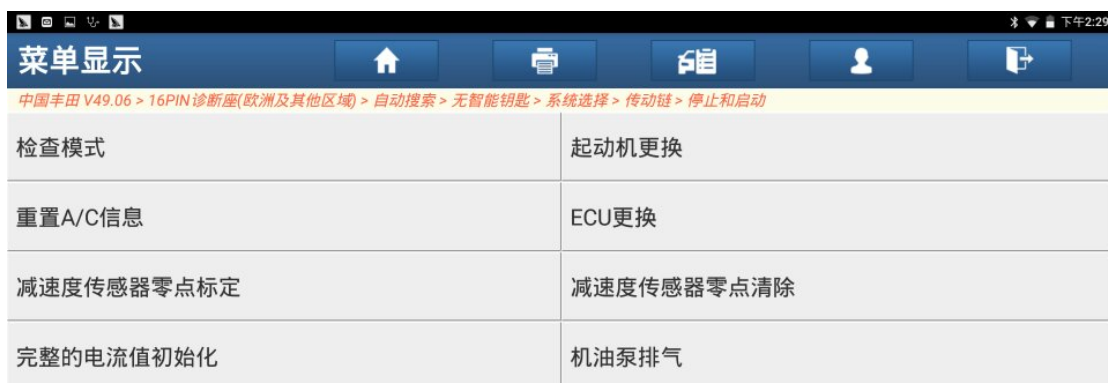 下午2:29
菜单显示
中国丰田 V49.06 > 16PIN诊断座(欧洲及其他区域) > 自动搜索 > 无智能钥匙 > 系统选择 > 传动链 > 停止和启动
检查模式
起动机更换
重置A/C信息
ECU更换
减速度传感器零点标定
减速度传感器零点清除
完整的电流值初始化
机油泵排气